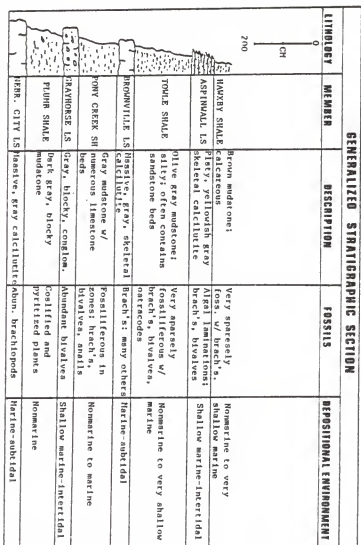 GENERALIZED STRATIGRAPHIC SECTION
LITHOLOGY
MEMBER
DESCRIPTION
FOSSILS
DEPOSITIONAL ENVIRONMENT
0
CM
200
HAWXBY SHALE
Brown mudstone;
calcareous
Very sparesely
foss. w/ brach's,
Nonmarine to very
shallow marine
ASPINWALL LS
Platy yellowish gray
skeletal calcilutite
Algal laminations;
brach's, bivalves
Shallow marine-intertidal
TOWLE SHALE
Olive gray mudstone;
silty; often contains
sandstone beds
Very sparsely
fossiliferous w/
brach's, bivalves,
ostracodes
Nonmarine to very shallow
marine
BROWNVILLE LS
Massive, gray, skeletal
calcilutite
Brach's; many others
Marine-subtidal
PONY CREEK SH
Gray mudstone w/
numerous limestone
beds
Fossiliferous in
zones; brach's,
bivalves, snails
Nonmarine to marine
GRAYHORSE LS
Gray, blocky, conglom.
Abundant bivalves
Shallow marine-intertidal
PLUMB SHALE
Dark gray, blocky
mudstone
Coalified and
pyritized plants
Nonmarine
NEBR. CITY LS
Massive, gray calcilutite
Abun. brachiopods
Marine-subtidal